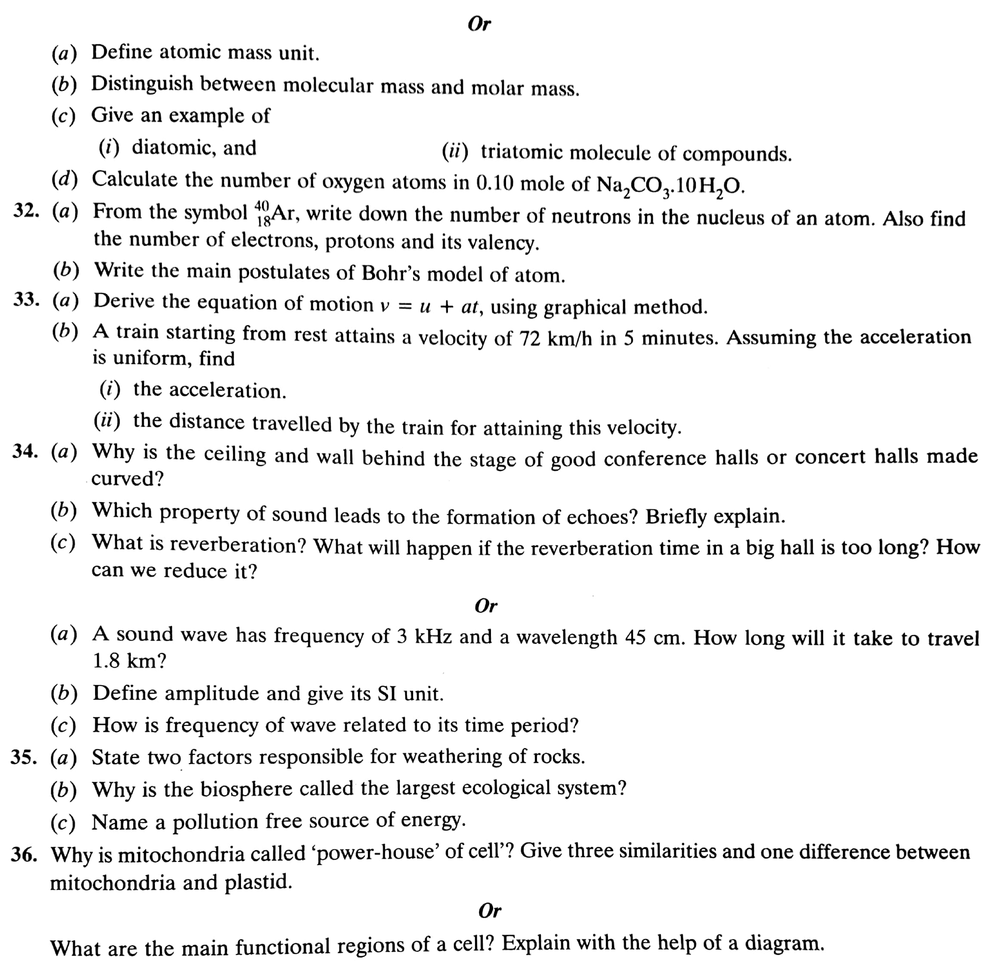 Or
(a) Define atomic mass unit.
(b) Distinguish between molecular mass and molar mass.
(c) Give an example of
(i) diatomic, and (ii) triatomic molecule of compounds.
(d) Calculate the number of oxygen atoms in 0.10 mole of Na₂CO₃.10H₂O.
32. (a) From the symbol ⁴⁰₁₈Ar, write down the number of neutrons in the nucleus of an atom. Also find
the number of electrons, protons and its valency.
(b) Write the main postulates of Bohr's model of atom.
33. (a) Derive the equation of motion v = u + at, using graphical method.
(b) A train starting from rest attains a velocity of 72 km/h in 5 minutes. Assuming the acceleration
is uniform, find
(i) the acceleration.
(ii) the distance travelled by the train for attaining this velocity.
34. (a) Why is the ceiling and wall behind the stage of good conference halls or concert halls made
curved?
(b) Which property of sound leads to the formation of echoes? Briefly explain.
(c) What is reverberation? What will happen if the reverberation time in a big hall is too long? How
can we reduce it?
Or
(a) A sound wave has frequency of 3 kHz and a wavelength 45 cm. How long will it take to travel
1.8 km?
(b) Define amplitude and give its SI unit.
(c) How is frequency of wave related to its time period?
35. (a) State two factors responsible for weathering of rocks.
(b) Why is the biosphere called the largest ecological system?
(c) Name a pollution free source of energy.
36. Why is mitochondria called 'power-house' of cell'? Give three similarities and one difference between
mitochondria and plastid.
Or
What are the main functional regions of a cell? Explain with the help of a diagram.